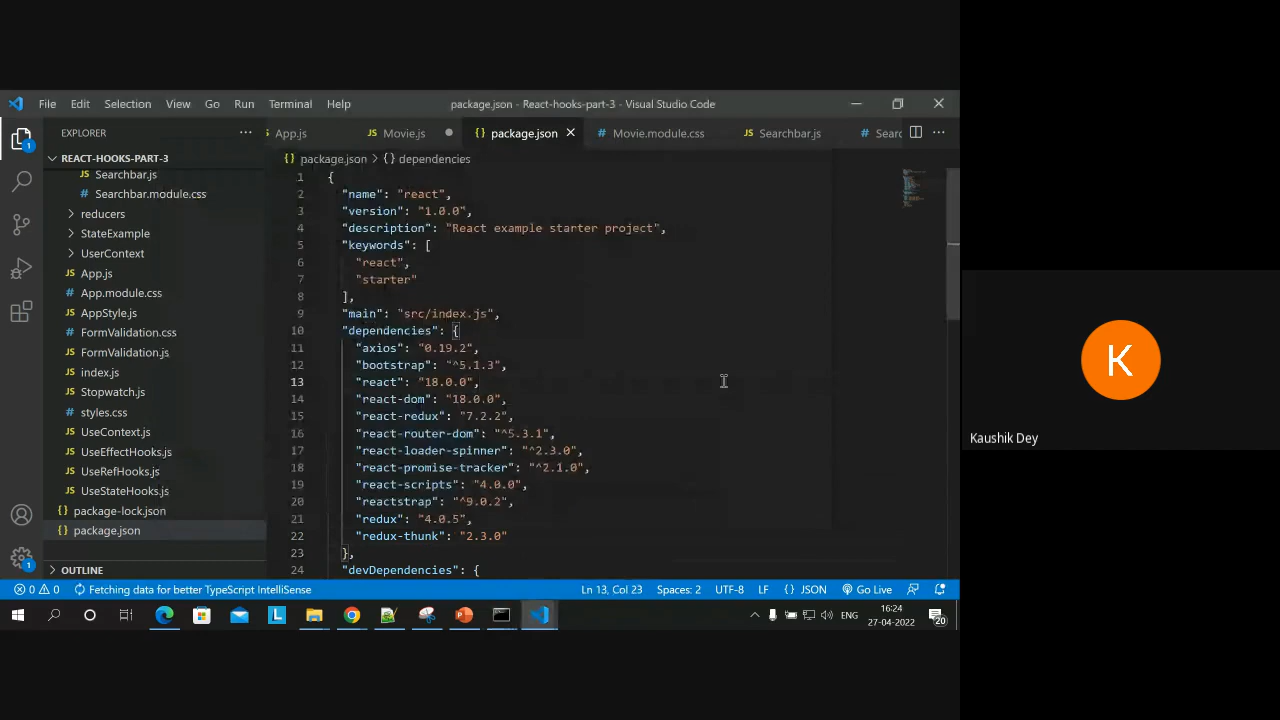 File Edit Selection View Go Run Terminal Help package.json - React-hooks-part-3 - Visual Studio Code
EXPLORER
App.js Movie.js package.json Movie.module.css Searchbar.js Searc
REACT-HOOKS-PART-3
package.json > {} dependencies
Searchbar.js
Searchbar.module.css
reducers
StateExample
UserContext
App.js
App.module.css
AppStyle.js
FormValidation.css
FormValidation.js
index.js
Stopwatch.js
styles.css
UseContext.js
UseEffectHooks.js
UseRefHooks.js
UseStateHooks.js
package-lock.json
package.json
OUTLINE
1 {
2 "name": "react",
3 "version": "1.0.0",
4 "description": "React example starter project",
5 "keywords": [
6 "react",
7 "starter"
8 ],
9 "main": "src/index.js",
10 "dependencies": {
11 "axios": "0.19.2",
12 "bootstrap": "^5.1.3",
13 "react": "18.0.0",
14 "react-dom": "18.0.0",
15 "react-redux": "7.2.2",
16 "react-router-dom": "^5.3.1",
17 "react-loader-spinner": "^2.3.0",
18 "react-promise-tracker": "^2.1.0",
19 "react-scripts": "4.0.0",
20 "reactstrap": "^9.0.2",
21 "redux": "4.0.5",
22 "redux-thunk": "2.3.0"
23 },
24 "devDependencies": {
0 0 Fetching data for better TypeScript IntelliSense Ln 13, Col 23 Spaces: 2 UTF-8 LF {} JSON Go Live
ENG 16:24
27-04-2022
20
K
Kaushik Dey